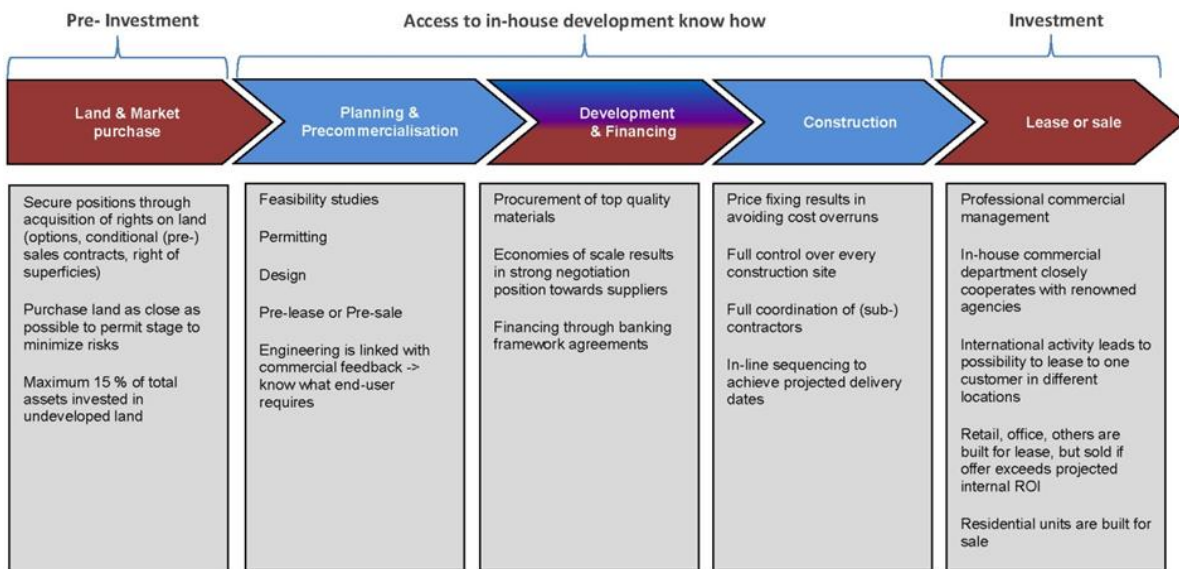 Pre- Investment
Access to in-house development know how
Investment
Land & Market
purchase
Planning &
Precommercialisation
Development
& Financing
Construction
Lease or sale
Secure positions through
acquisition of rights on land
(options, conditional (pre-)
sales contracts, right of
superficies)
Purchase land as close as
possible to permit stage to
minimize risks
Maximum 15 % of total
assets invested in
undeveloped land
Feasibility studies
Permitting
Design
Pre-lease or Pre-sale
Engineering is linked with
commercial feedback ->
know what end-user
requires
Procurement of top quality
materials
Economies of scale results
in strong negotiation
position towards suppliers
Financing through banking
framework agreements
Price fixing results in
avoiding cost overruns
Full control over every
construction site
Full coordination of (sub-)
contractors
In-line sequencing to
achieve projected delivery
dates
Professional commercial
management
In-house commercial
department closely
cooperates with renowned
agencies
International activity leads to
possibility to lease to one
customer in different
locations
Retail, office, others are
built for lease, but sold if
offer exceeds projected
internal ROI
Residential units are built for
sale